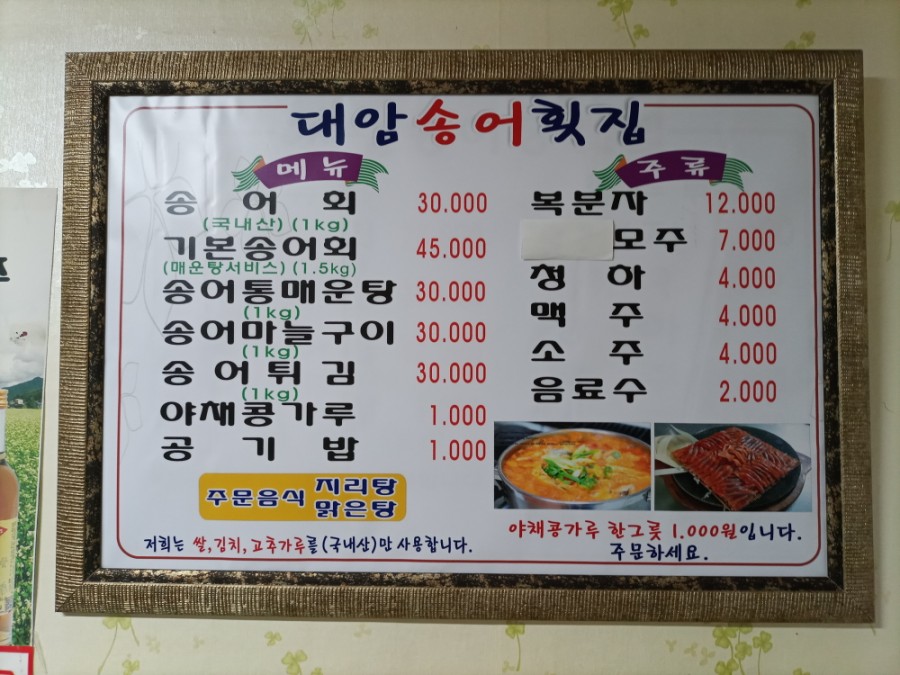 대암송어횟집
메뉴
송어회 30.000
(국내산) (1kg)
기본송어회 45.000
(매운탕서비스) (1.5kg)
송어통매운탕 30.000
(1kg)
송어마늘구이 30.000
(1kg)
송어튀김 30.000
(1kg)
야채콩가루 1.000
공기밥 1.000
주문음식 지리탕
맑은탕
저희는 쌀,김치,고추가루를(국내산)만 사용합니다.
주류
복분자 12.000
모주 7.000
청하 4.000
맥주 4.000
소주 4.000
음료수 2.000
야채콩가루 한그릇 1.000원입니다.
주문하세요.